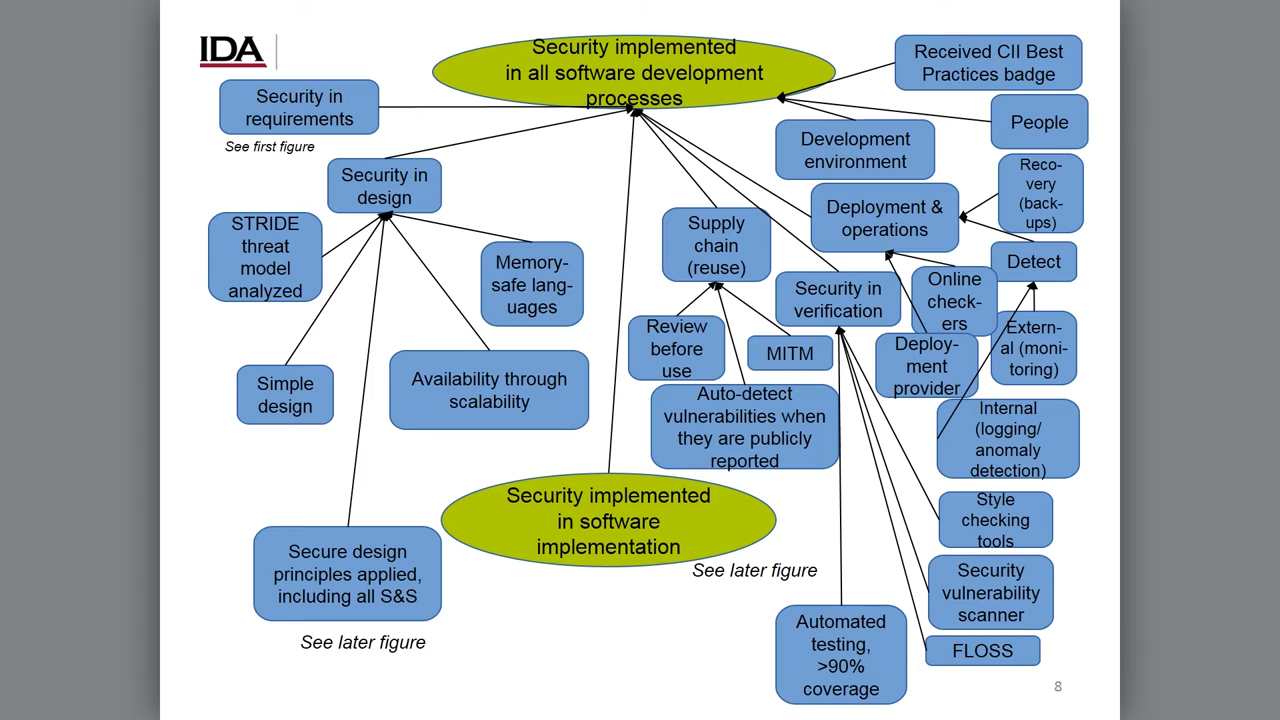 IDA
Security implemented
in all software development
processes
Received CII Best
Practices badge
Security in
requirements
See first figure
People
Development
environment
Security in
design
Reco-
very
(back-
ups)
STRIDE
threat
model
analyzed
Supply
chain
(reuse)
Deployment &
operations
Memory-
safe lang-
uages
Detect
Security in
verification
Online
check-
ers
Review
before
use
MITM
Deploy-
ment
provider
Extern-
al (moni-
toring)
Simple
design
Availability through
scalability
Auto-detect
vulnerabilities when
they are publicly
reported
Internal
(logging/
anomaly
detection)
Security implemented
in software
implementation
See later figure
Style
checking
tools
Secure design
principles applied,
including all S&S
See later figure
Security
vulnerability
scanner
Automated
testing,
>90%
coverage
FLOSS
8